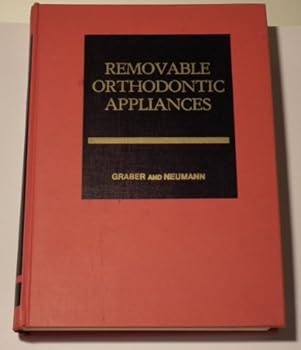 REMOVABLE
ORTHODONTIC
APPLIANCES
GRABER AND NEUMANN